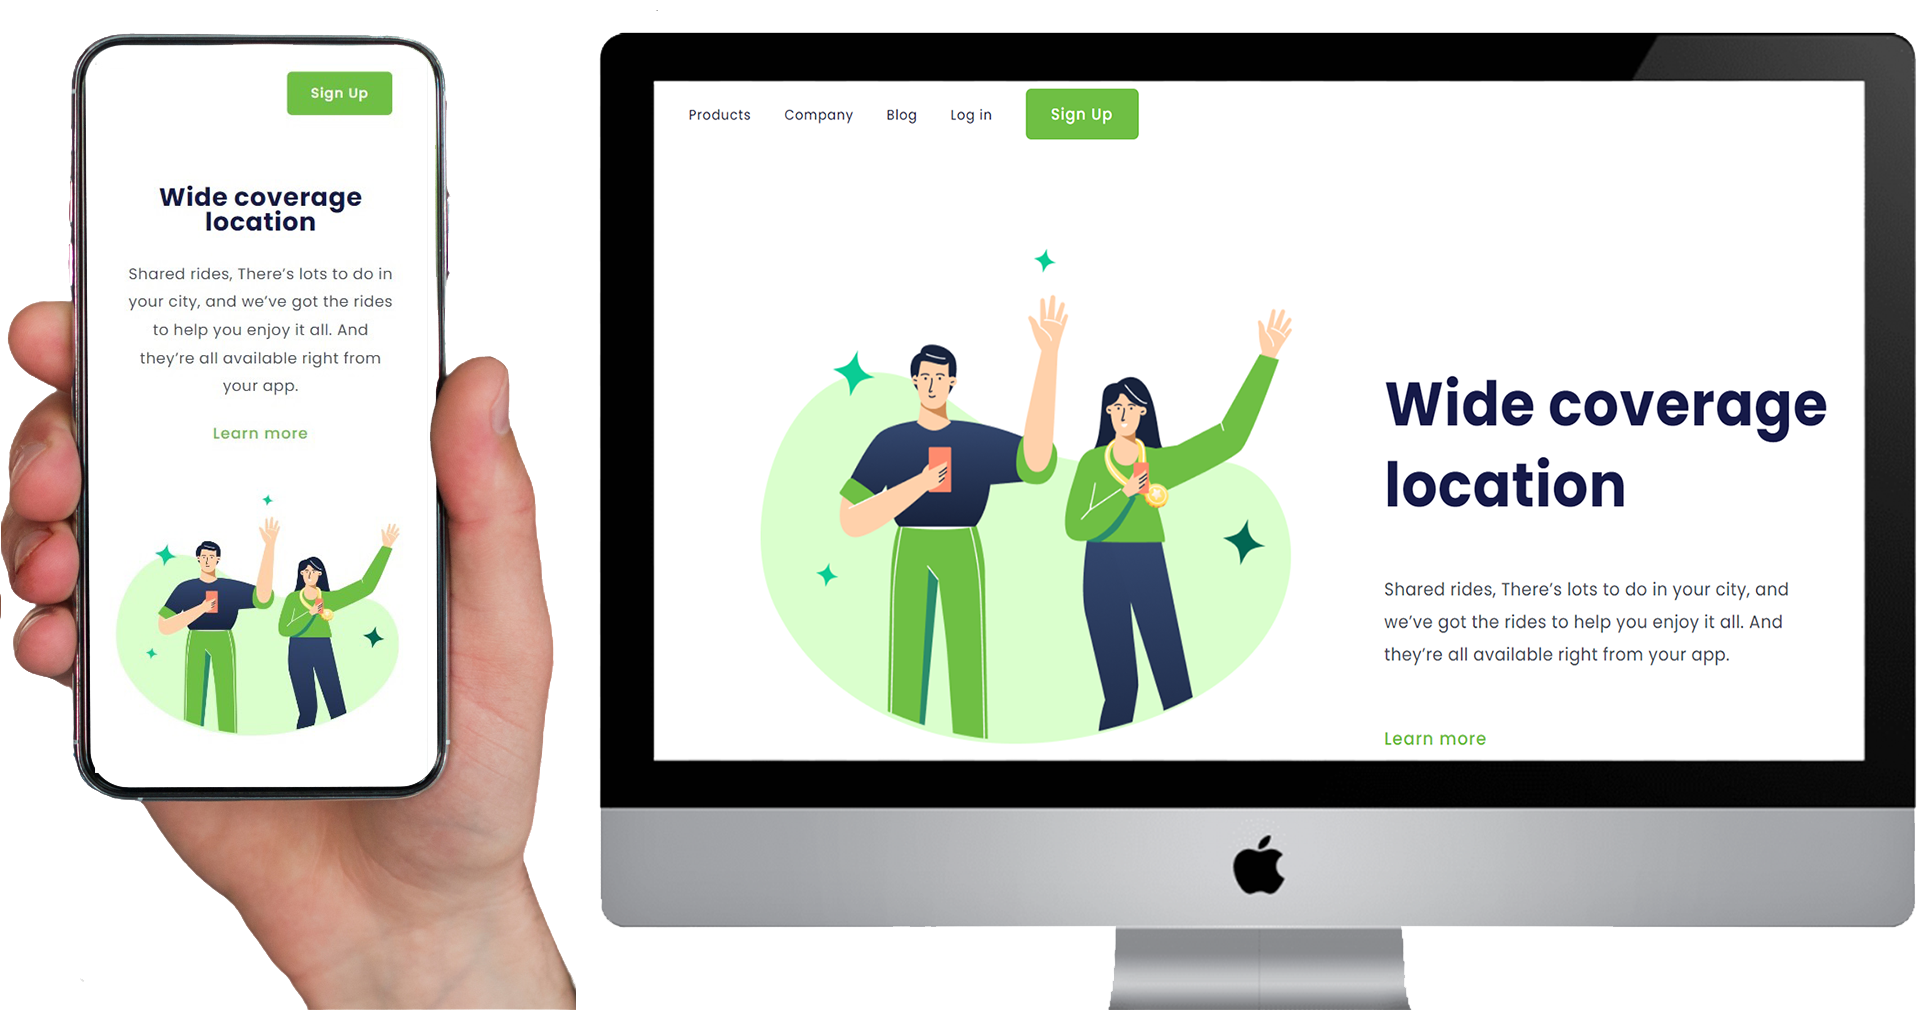 Sign Up
Wide coverage
location
Shared rides, There’s lots to do in
your city, and we’ve got the rides
to help you enjoy it all. And
they’re all available right from
your app.
Learn more
Products Company Blog Log in Sign Up
Wide coverage
location
Shared rides, There’s lots to do in your city, and
we’ve got the rides to help you enjoy it all. And
they’re all available right from your app.
Learn more